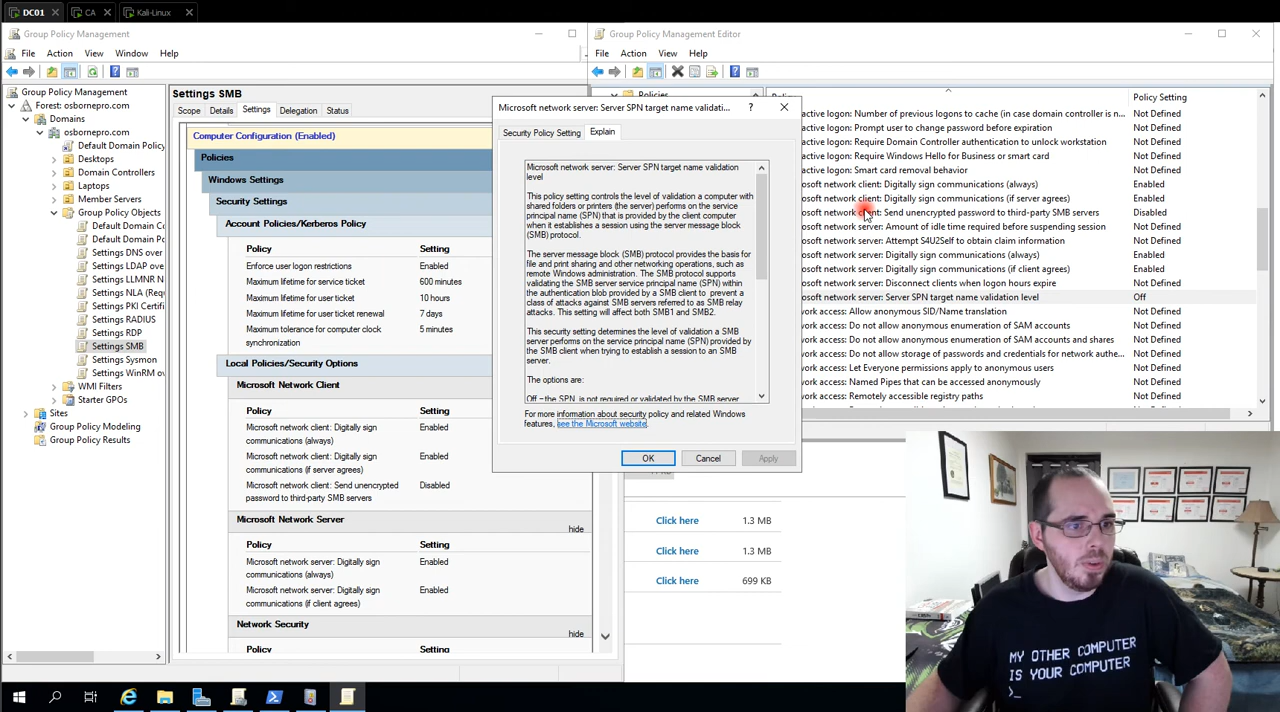 DC01
CA
Kali-Linux
Group Policy Management
File Action View Window Help
Group Policy Management
Forest: osbornepro.com
Domains
osbornepro.com
Default Domain Policy
Desktops
Domain Controllers
Laptops
Member Servers
Group Policy Objects
Default Domain C
Default Domain P
Settings DNS over
Settings LDAP over
Settings LLMNR N
Settings NLA (Req
Settings PKI Certif
Settings RADIUS
Settings RDP
Settings SMB
Settings Sysmon
Settings WinRM ov
WMI Filters
Starter GPOs
Sites
Group Policy Modeling
Group Policy Results
Settings SMB
Scope Details Settings Delegation Status
Computer Configuration (Enabled)
Policies
Windows Settings
Security Settings
Account Policies/Kerberos Policy
Policy Setting
Enforce user logon restrictions Enabled
Maximum lifetime for service ticket 600 minutes
Maximum lifetime for user ticket 10 hours
Maximum lifetime for user ticket renewal 7 days
Maximum tolerance for computer clock 5 minutes
synchronization
Local Policies/Security Options
Microsoft Network Client
Policy Setting
Microsoft network client: Digitally sign Enabled
communications (always)
Microsoft network client: Digitally sign Enabled
communications (if server agrees)
Microsoft network client: Send unencrypted Disabled
password to third-party SMB servers
Microsoft Network Server
hide
Policy Setting
Microsoft network server: Digitally sign Enabled
communications (always)
Microsoft network server: Digitally sign Enabled
communications (if client agrees)
Network Security
hide
Policy Setting
Microsoft network server: Server SPN target name validati...
Security Policy Setting Explain
Microsoft network server: Server SPN target name validation
level
This policy setting controls the level of validation a computer with
shared folders or printers (the server) performs on the service
principal name (SPN) that is provided by the client computer
when it establishes a session using the server message block
(SMB) protocol.
The server message block (SMB) protocol provides the basis for
file and print sharing and other networking operations, such as
remote Windows administration. The SMB protocol supports
validating the SMB server service principal name (SPN) within
the authentication blob provided by a SMB client to prevent a
class of attacks against SMB servers referred to as SMB relay
attacks. This setting will affect both SMB1 and SMB2.
This security setting determines the level of validation a SMB
server performs on the service principal name (SPN) provided by
the SMB client when trying to establish a session to an SMB
server.
The options are:
Off – the SPN is not required or validated by the SMB server
For more information about security policy and related Windows
features, see the Microsoft website.
OK Cancel Apply
Group Policy Management Editor
File Action View Help
Policies
Policy Setting
active logon: Number of previous logons to cache (in case domain controller is n... Not Defined
active logon: Prompt user to change password before expiration Not Defined
active logon: Require Domain Controller authentication to unlock workstation Not Defined
active logon: Require Windows Hello for Business or smart card Not Defined
active logon: Smart card removal behavior Not Defined
osoft network client: Digitally sign communications (always) Enabled
osoft network client: Digitally sign communications (if server agrees) Enabled
osoft network client: Send unencrypted password to third-party SMB servers Disabled
osoft network server: Amount of idle time required before suspending session Not Defined
osoft network server: Attempt S4U2Self to obtain claim information Not Defined
osoft network server: Digitally sign communications (always) Enabled
osoft network server: Digitally sign communications (if client agrees) Enabled
osoft network server: Disconnect clients when logon hours expire Not Defined
osoft network server: Server SPN target name validation level Off
ork access: Allow anonymous SID/Name translation Not Defined
ork access: Do not allow anonymous enumeration of SAM accounts Not Defined
ork access: Do not allow anonymous enumeration of SAM accounts and shares Not Defined
ork access: Do not allow storage of passwords and credentials for network authe... Not Defined
ork access: Let Everyone permissions apply to anonymous users Not Defined
ork access: Named Pipes that can be accessed anonymously Not Defined
ork access: Remotely accessible registry paths Not Defined
Click here 1.3 MB
Click here 1.3 MB
Click here 699 KB
MY OTHER COMPUTER
IS YOUR COMPUTER
>_